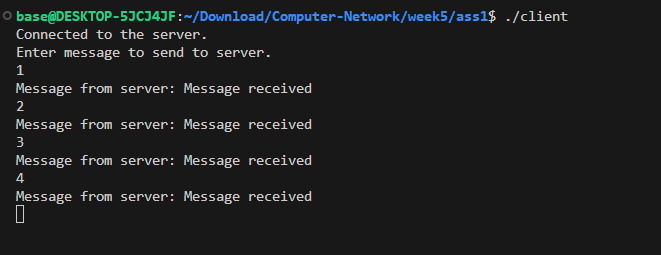 base@DESKTOP-5JCJ4JF:~/Download/Computer-Network/week5/ass1$ ./client
Connected to the server.
Enter message to send to server.
1
Message from server: Message received
2
Message from server: Message received
3
Message from server: Message received
4
Message from server: Message received